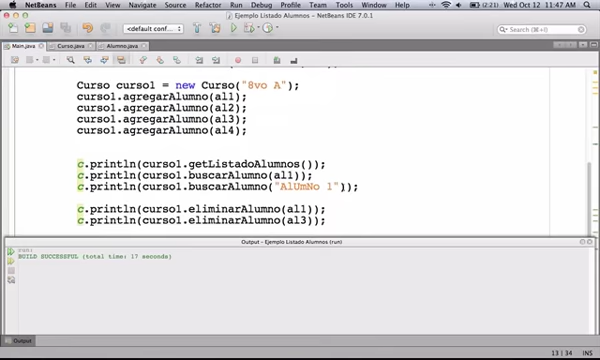 NetBeans File Edit View Navigate Source Refactor Run Debug Profile Team Tools Window Help (2:21) Wed Oct 12 11:47 AM
Ejemplo Listado Alumnos - NetBeans IDE 7.0.1
<default conf... Search (⌘+I)
Main.java Curso.java Alumno.java
Curso curso1 = new Curso("8vo A");
curso1.agregarAlumno(al1);
curso1.agregarAlumno(al2);
curso1.agregarAlumno(al3);
curso1.agregarAlumno(al4);
c.println(curso1.getListadoAlumnos());
c.println(curso1.buscarAlumno(al1));
c.println(curso1.buscarAlumno("AlUmNo 1"));
c.println(curso1.eliminarAlumno(al1));
c.println(curso1.eliminarAlumno(al3));
Output - Ejemplo Listado Alumnos (run)
run:
BUILD SUCCESSFUL (total time: 17 seconds)
Output
13 | 34 INS